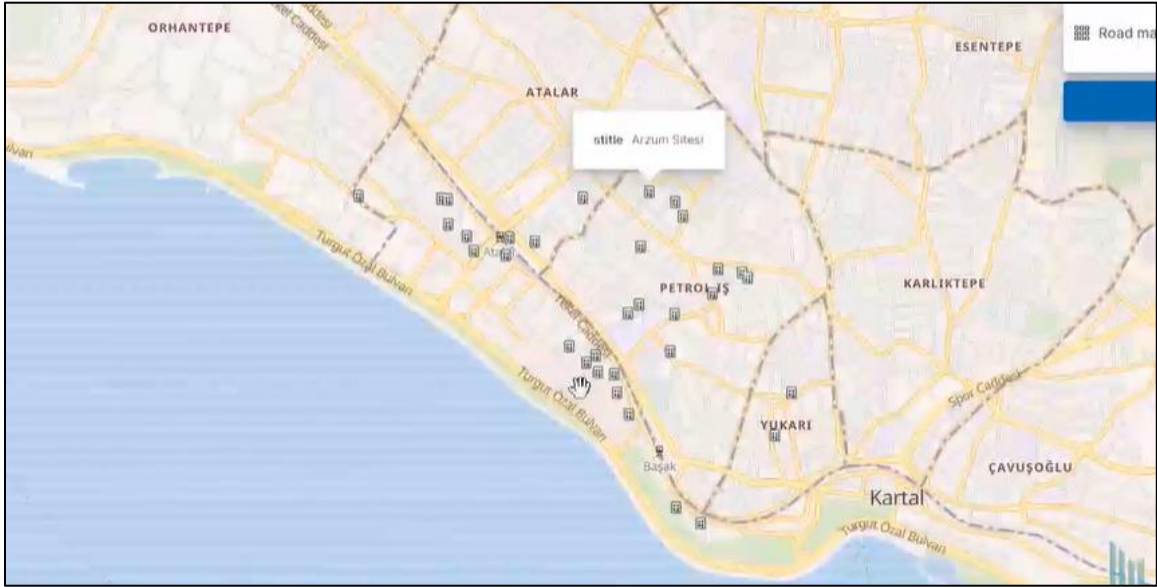 ORHANTEPE
ESENTEPE
Road ma
ATALAR
stitle Arzum Sitesi
Turgut Özal Bulvarı
PETROL-İŞ
KARLIKTEPE
Turgut Özal Bulvarı
Spor Caddesi
YUKARI
Başak
ÇAVUŞOĞLU
Kartal
Turgut Özal Bulvarı